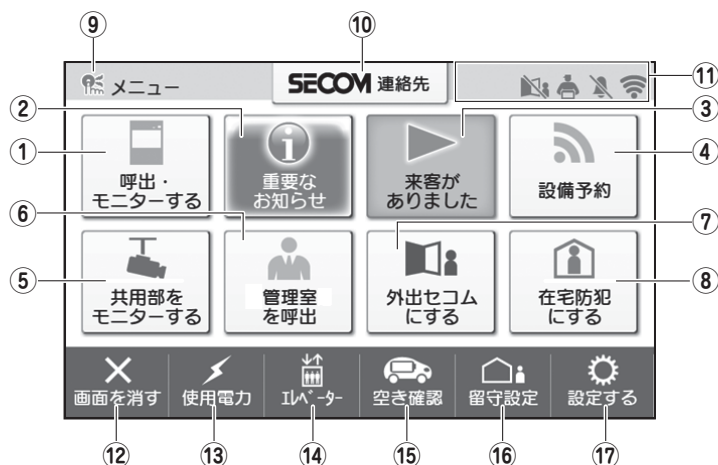 ⑨
⑩
⑪
メニュー
SECOM 連絡先
②
③
①
④
呼出・
モニターする
重要な
お知らせ
来客が
ありました
設備予約
⑥
⑦
⑤
⑧
共用部を
モニターする
管理室
を呼出
外出セコム
にする
在宅防犯
にする
画面を消す
使用電力
エレベーター
空き確認
留守設定
設定する
⑫
⑬
⑭
⑮
⑯
⑰